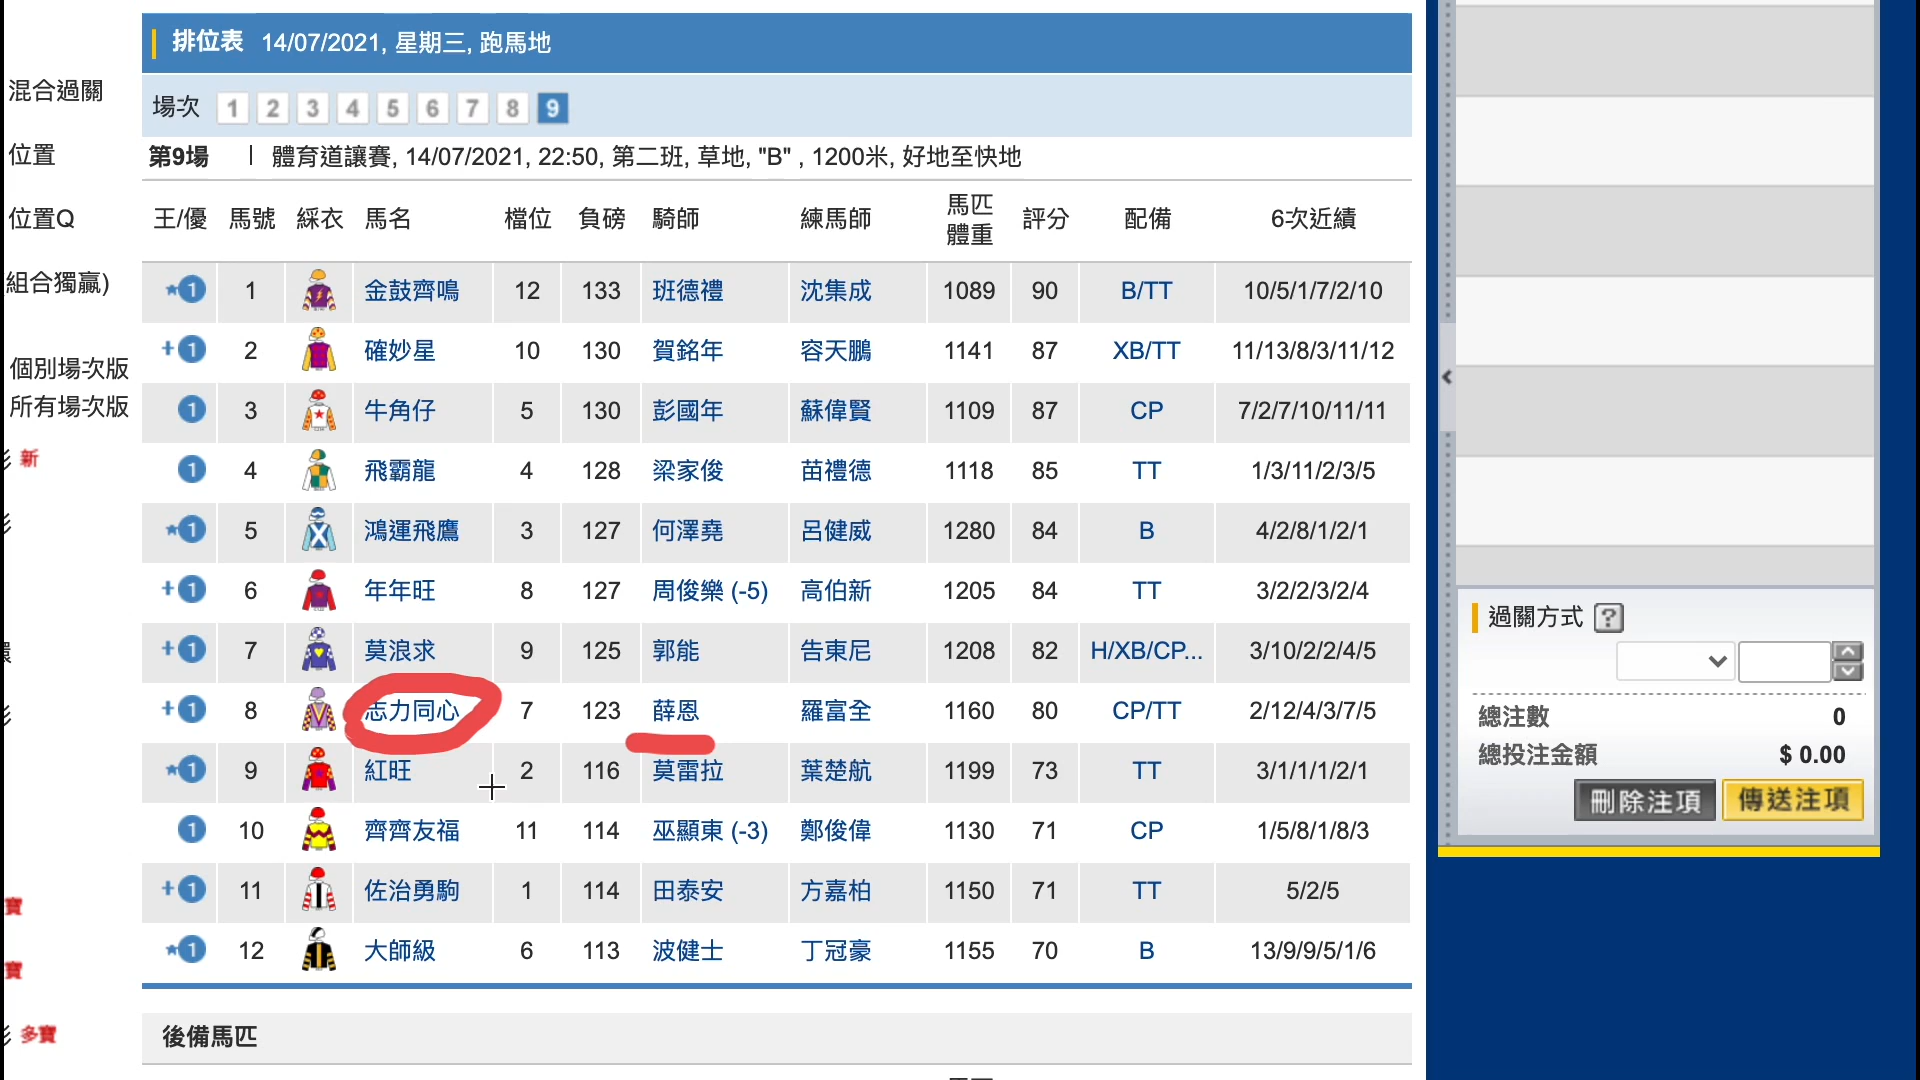 排位表 14/07/2021, 星期三, 跑馬地
場次 1 2 3 4 5 6 7 8 9
第9場 | 體育道讓賽, 14/07/2021, 22:50, 第二班, 草地, "B" , 1200米, 好地至快地
王/優 馬號 綵衣 馬名 檔位 負磅 騎師 練馬師 馬匹體重 評分 配備 6次近績
1 1 金鼓齊鳴 12 133 班德禮 沈集成 1089 90 B/TT 10/5/1/7/2/10
+1 2 確妙星 10 130 賀銘年 容天鵬 1141 87 XB/TT 11/13/8/3/11/12
1 3 牛角仔 5 130 彭國年 蘇偉賢 1109 87 CP 7/2/7/10/11/11
1 4 飛霸龍 4 128 梁家俊 苗禮德 1118 85 TT 1/3/11/2/3/5
1 5 鴻運飛鷹 3 127 何澤堯 呂健威 1280 84 B 4/2/8/1/2/1
+1 6 年年旺 8 127 周俊樂 (-5) 高伯新 1205 84 TT 3/2/2/3/2/4
+1 7 莫浪求 9 125 郭能 告東尼 1208 82 H/XB/CP... 3/10/2/2/4/5
+1 8 志力同心 7 123 薛恩 羅富全 1160 80 CP/TT 2/12/4/3/7/5
1 9 紅旺 2 116 莫雷拉 葉楚航 1199 73 TT 3/1/1/1/2/1
1 10 齊齊友福 11 114 巫顯東 (-3) 鄭俊偉 1130 71 CP 1/5/8/1/8/3
+1 11 佐治勇駒 1 114 田泰安 方嘉柏 1150 71 TT 5/2/5
1 12 大師級 6 113 波健士 丁冠豪 1155 70 B 13/9/9/5/1/6
後備馬匹
混合過關
位置
位置Q
組合獨贏)
個別場次版
所有場次版
新
寶
寶
多寶
過關方式 ?
總注數 0
總投注金額 $ 0.00
刪除注項 傳送注項